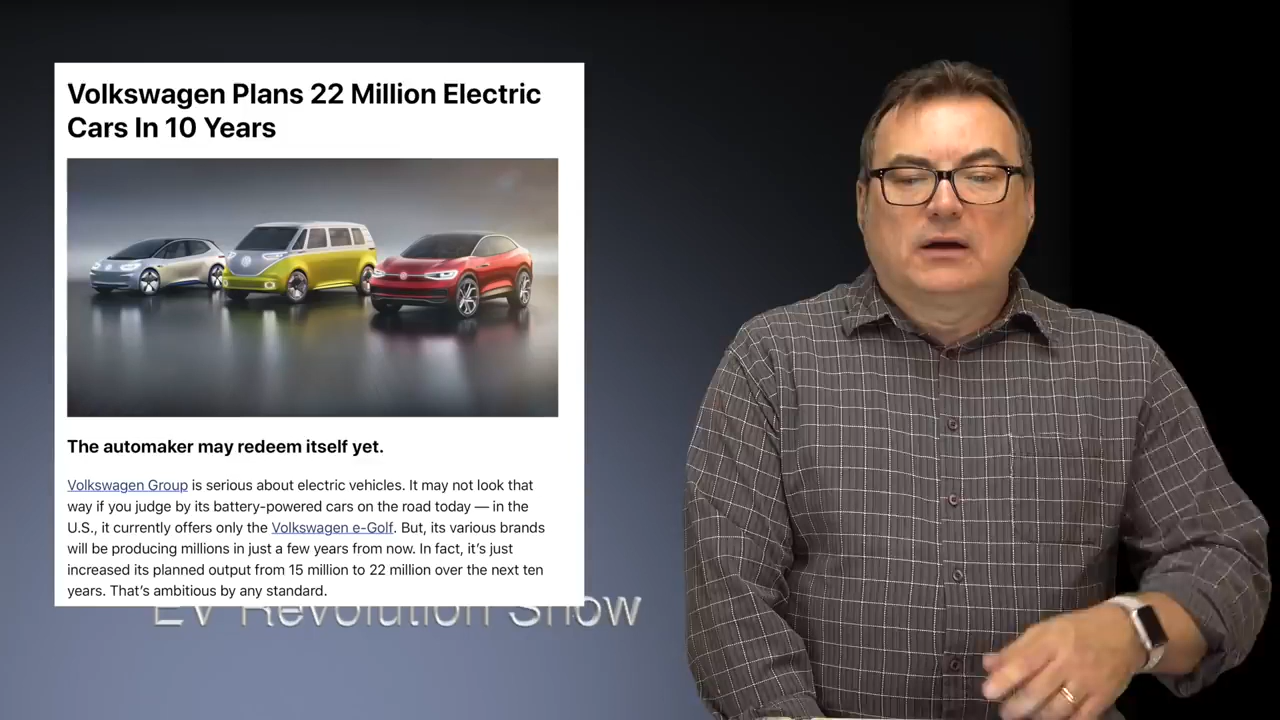 Volkswagen Plans 22 Million Electric
Cars In 10 Years
The automaker may redeem itself yet.
Volkswagen Group is serious about electric vehicles. It may not look that
way if you judge by its battery-powered cars on the road today — in the
U.S., it currently offers only the Volkswagen e-Golf. But, its various brands
will be producing millions in just a few years from now. In fact, it’s just
increased its planned output from 15 million to 22 million over the next ten
years. That’s ambitious by any standard.
EV Revolution Show